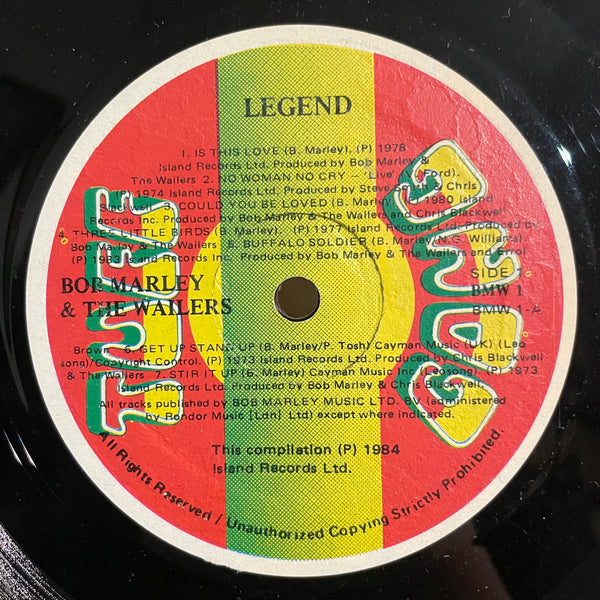 LEGEND
1. IS THIS LOVE (B. Marley). (P) 1978
Island Records Ltd. Produced by Bob Marley &
The Wailers 2. NO WOMAN NO CRY – 'Live' (V. Ford).
(P) 1974 Island Records Ltd. Produced by Steve Smith & Chris
Blackwell 3. COULD YOU BE LOVED (B. Marley) (P) 1980 Island
Records Inc. Produced by Bob Marley & The Wailers and Chris Blackwell
4. THREE LITTLE BIRDS (B. Marley). (P) 1977 Island Records Ltd. Produced by
Bob Marley & The Wailers 5. BUFFALO SOLDIER (B. Marley/N.G. Williams).
(P) 1983 Island Records Inc. Produced by Bob Marley & The Wailers and Errol
BOB MARLEY
& THE WAILERS
SIDE 1
BMW 1
BMW 1-A
Brown 6. GET UP STAND UP (B. Marley/P. Tosh) Cayman Music (UK) (Leo
song)/Copyright Control. (P) 1973 Island Records Ltd. Produced by Chris Blackwell
& The Wailers 7. STIR IT UP (B. Marley) Cayman Music Inc (Leosong). (P) 1973
Island Records Ltd. Produced by Bob Marley & Chris Blackwell.
All tracks published by BOB MARLEY MUSIC LTD. BV. (administered
by Rondor Music [Ldn] Ltd) except where indicated.
This compilation (P) 1984
Island Records Ltd.
All Rights Reserved / Unauthorized Copying Strictly Prohibited.
TUFF
GONG